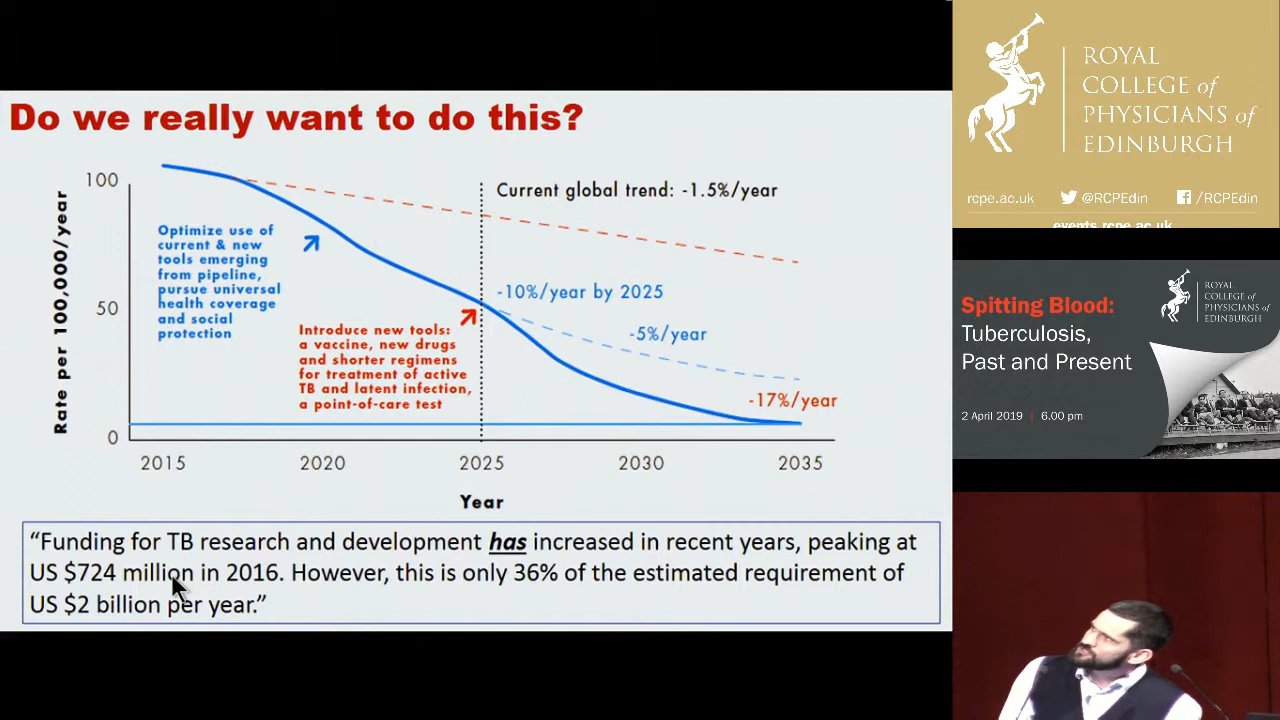 Do we really want to do this?
Rate per 100,000/year
100
50
0
Optimize use of
current & new
tools emerging
from pipeline,
pursue universal
health coverage
and social
protection
Introduce new tools:
a vaccine, new drugs
and shorter regimens
for treatment of active
TB and latent infection,
a point-of-care test
Current global trend: -1.5%/year
-10%/year by 2025
-5%/year
-17%/year
2015 2020 2025 2030 2035
Year
“Funding for TB research and development has increased in recent years, peaking at
US $724 million in 2016. However, this is only 36% of the estimated requirement of
US $2 billion per year.”
ROYAL
COLLEGE of
PHYSICIANS of
EDINBURGH
rcpe.ac.uk @RCPEdin /RCPEdin
events.rcpe.ac.uk
ROYAL
COLLEGE of
PHYSICIANS of
EDINBURGH
Spitting Blood:
Tuberculosis,
Past and Present
2 April 2019 | 6.00 pm